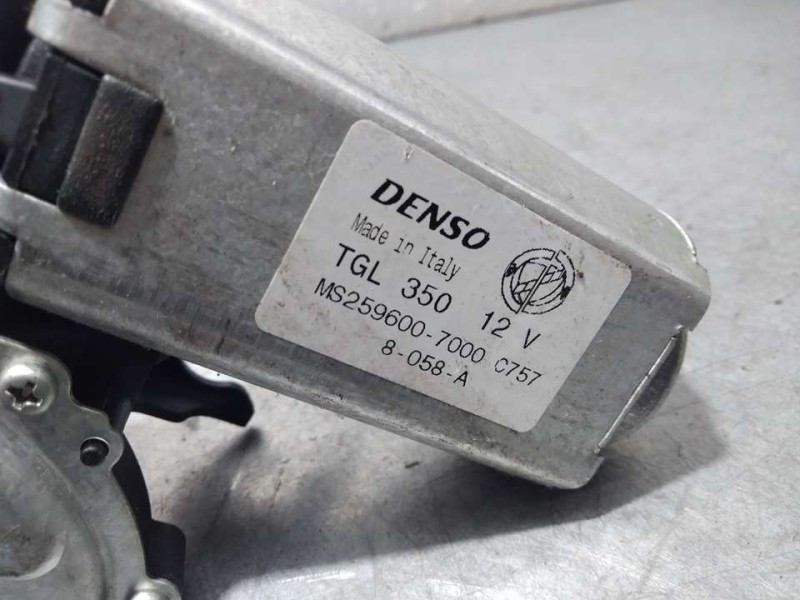 DENSO
Made in Italy
TGL 350 12 V
MS259600-7000 C757
8-058-A